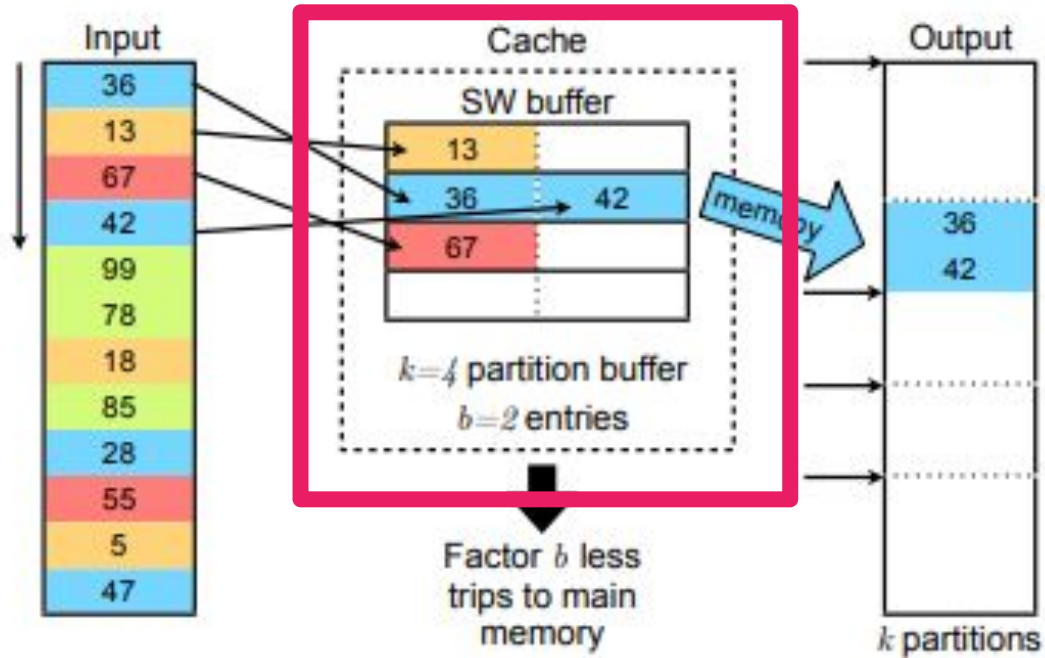 Input
36
13
67
42
99
78
18
85
28
55
5
47
Cache
SW buffer
13
36 42
67
k=4 partition buffer
b=2 entries
memory
Factor b less
trips to main
memory
Output
36
42
k partitions